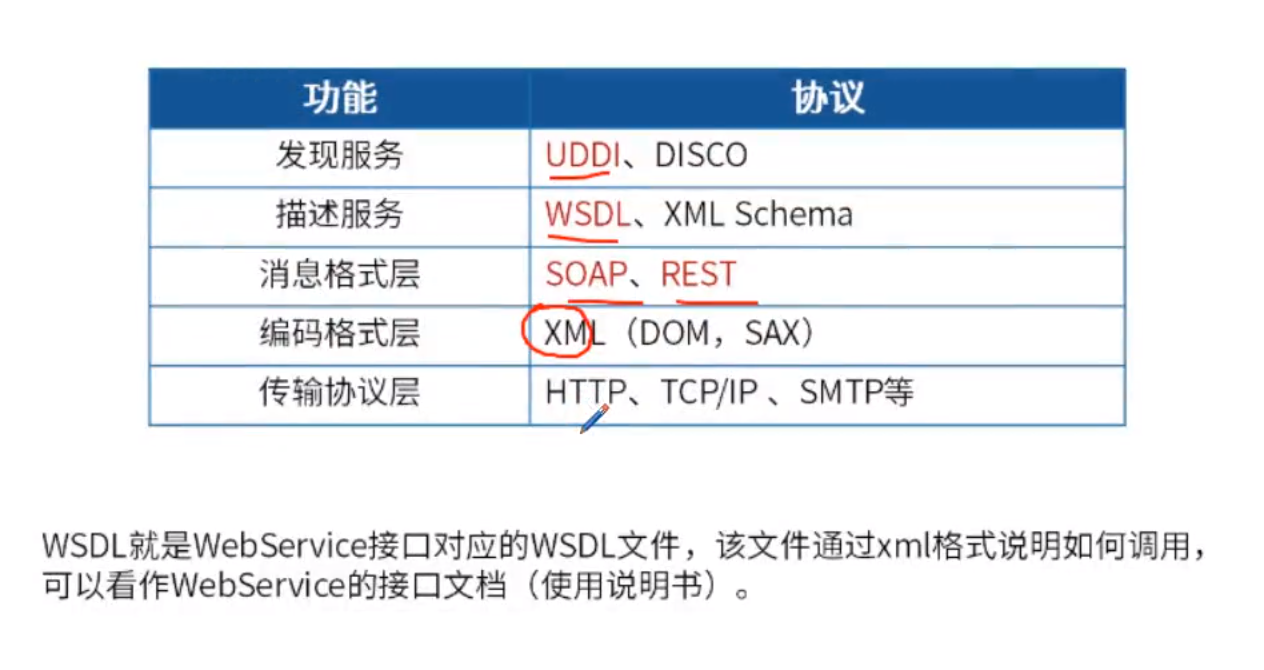 功能 协议
发现服务 UDDI、DISCO
描述服务 WSDL、XML Schema
消息格式层 SOAP、REST
编码格式层 XML（DOM，SAX）
传输协议层 HTTP、TCP/IP 、SMTP等
WSDL就是WebService接口对应的WSDL文件，该文件通过xml格式说明如何调用，
可以看作WebService的接口文档（使用说明书）。